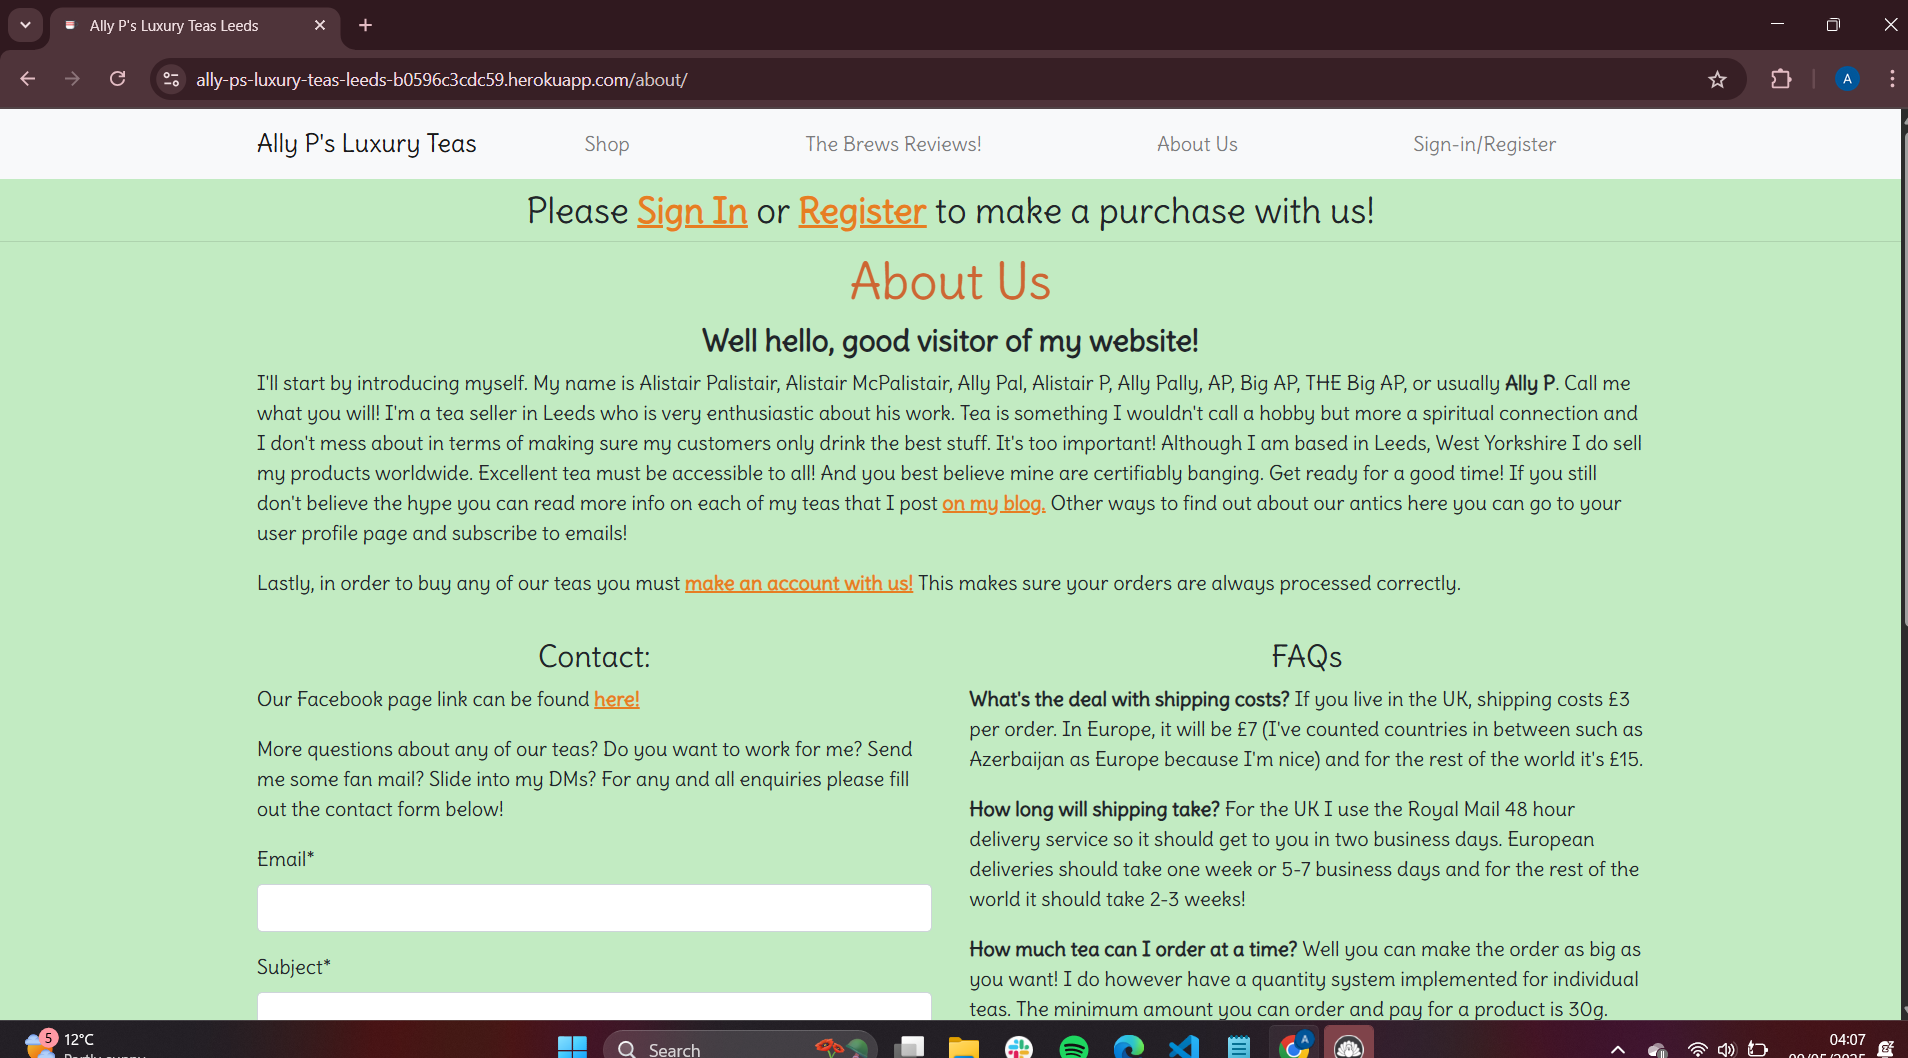 Ally P's Luxury Teas Leeds
ally-ps-luxury-teas-leeds-b0596c3cdc59.herokuapp.com/about/
A
Ally P's Luxury Teas
Shop
The Brews Reviews!
About Us
Sign-in/Register
Please Sign In or Register to make a purchase with us!
About Us
Well hello, good visitor of my website!
I'll start by introducing myself. My name is Alistair Palistair, Alistair McPalistair, Ally Pal, Alistair P, Ally Pally, AP, Big AP, THE Big AP, or usually Ally P. Call me
what you will! I'm a tea seller in Leeds who is very enthusiastic about his work. Tea is something I wouldn't call a hobby but more a spiritual connection and
I don't mess about in terms of making sure my customers only drink the best stuff. It's too important! Although I am based in Leeds, West Yorkshire I do sell
my products worldwide. Excellent tea must be accessible to all! And you best believe mine are certifiably banging. Get ready for a good time! If you still
don't believe the hype you can read more info on each of my teas that I post on my blog. Other ways to find out about our antics here you can go to your
user profile page and subscribe to emails!
Lastly, in order to buy any of our teas you must make an account with us! This makes sure your orders are always processed correctly.
Contact:
Our Facebook page link can be found here!
More questions about any of our teas? Do you want to work for me? Send
me some fan mail? Slide into my DMs? For any and all enquiries please fill
out the contact form below!
Email*
Subject*
FAQs
What's the deal with shipping costs? If you live in the UK, shipping costs £3
per order. In Europe, it will be £7 (I've counted countries in between such as
Azerbaijan as Europe because I'm nice) and for the rest of the world it's £15.
How long will shipping take? For the UK I use the Royal Mail 48 hour
delivery service so it should get to you in two business days. European
deliveries should take one week or 5-7 business days and for the rest of the
world it should take 2-3 weeks!
How much tea can I order at a time? Well you can make the order as big as
you want! I do however have a quantity system implemented for individual
teas. The minimum amount you can order and pay for a product is 30g.
5
12°C
Search
A
04:07